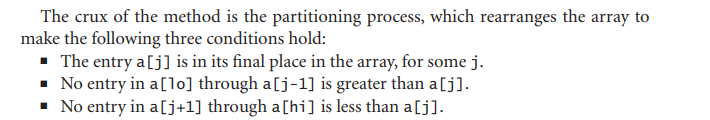 The crux of the method is the partitioning process, which rearranges the array to
make the following three conditions hold:
■ The entry a[j] is in its final place in the array, for some j.
■ No entry in a[lo] through a[j-1] is greater than a[j].
■ No entry in a[j+1] through a[hi] is less than a[j].